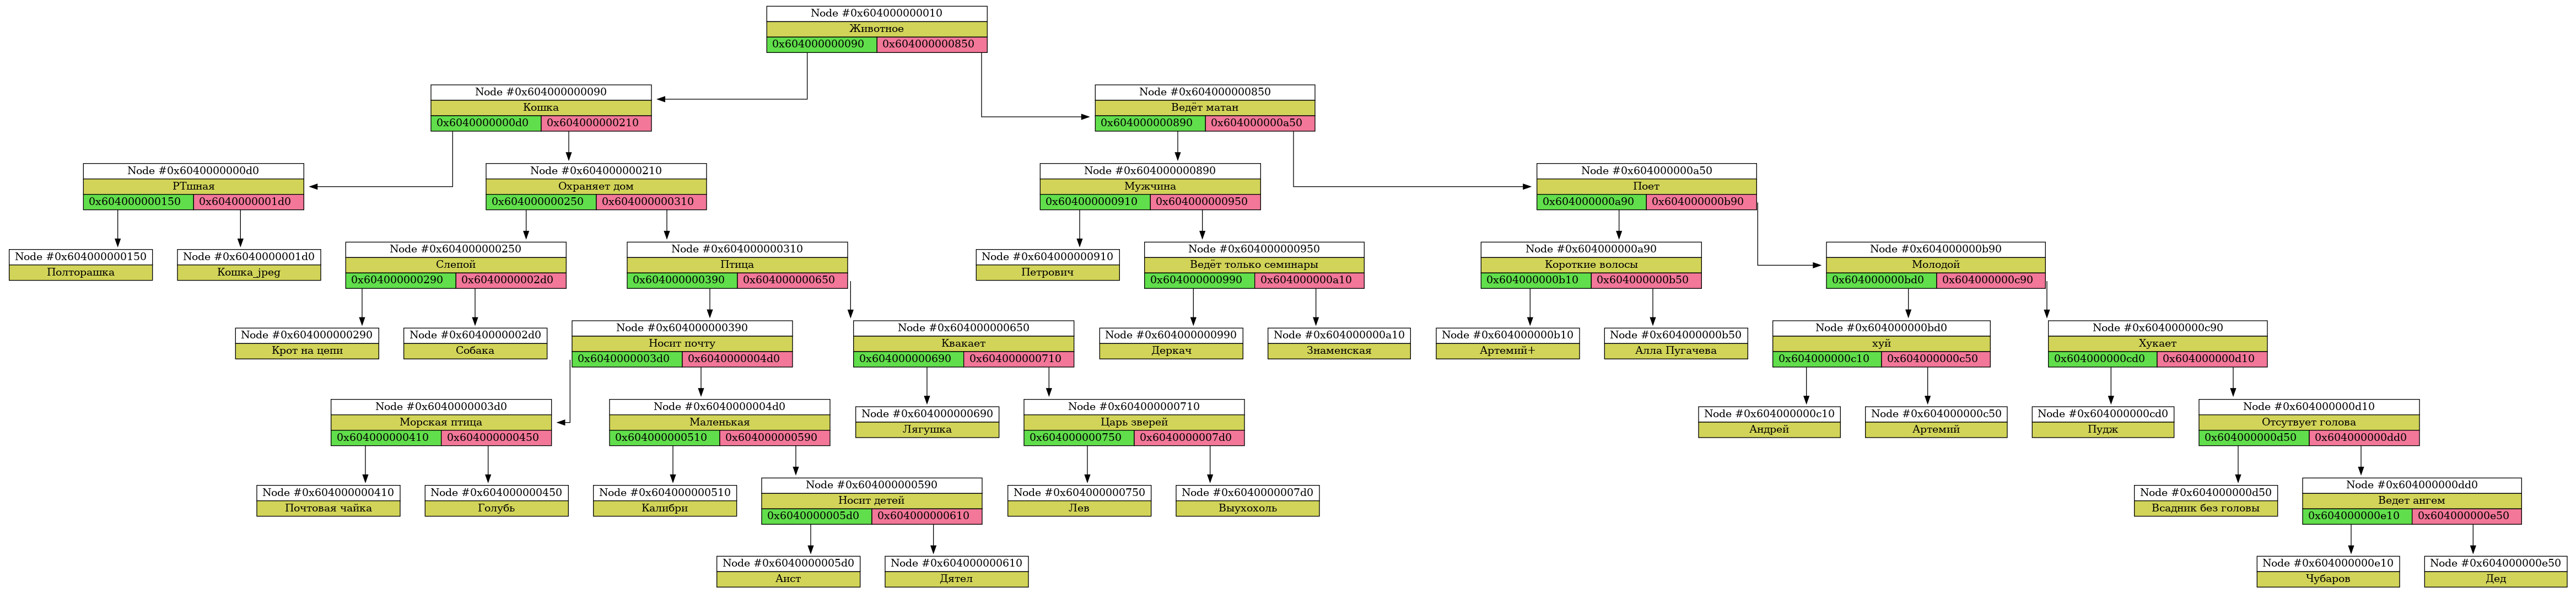 Node #0x604000000010
Животное
0x604000000090 0x604000000850
Node #0x604000000090
Кошка
0x6040000000d0 0x604000000210
Node #0x604000000850
Ведёт матан
0x604000000890 0x604000000a50
Node #0x6040000000d0
РТшная
0x604000000150 0x6040000001d0
Node #0x604000000210
Охраняет дом
0x604000000250 0x604000000310
Node #0x604000000890
Мужчина
0x604000000910 0x604000000950
Node #0x604000000a50
Поет
0x604000000a90 0x604000000b90
Node #0x604000000150
Полторашка
Node #0x6040000001d0
Кошка_jpeg
Node #0x604000000250
Слепой
0x604000000290 0x6040000002d0
Node #0x604000000310
Птица
0x604000000390 0x604000000650
Node #0x604000000910
Петрович
Node #0x604000000950
Ведёт только семинары
0x604000000990 0x604000000a10
Node #0x604000000a90
Короткие волосы
0x604000000b10 0x604000000b50
Node #0x604000000b90
Молодой
0x604000000bd0 0x604000000c90
Node #0x604000000290
Крот на цепи
Node #0x6040000002d0
Собака
Node #0x604000000390
Носит почту
0x6040000003d0 0x6040000004d0
Node #0x604000000650
Квакает
0x604000000690 0x604000000710
Node #0x604000000990
Деркач
Node #0x604000000a10
Знаменская
Node #0x604000000b10
Артемий+
Node #0x604000000b50
Алла Пугачева
Node #0x604000000bd0
хуй
0x604000000c10 0x604000000c50
Node #0x604000000c90
Хукает
0x604000000cd0 0x604000000d10
Node #0x6040000003d0
Морская птица
0x604000000410 0x604000000450
Node #0x6040000004d0
Маленькая
0x604000000510 0x604000000590
Node #0x604000000690
Лягушка
Node #0x604000000710
Царь зверей
0x604000000750 0x6040000007d0
Node #0x604000000c10
Андрей
Node #0x604000000c50
Артемий
Node #0x604000000cd0
Пудж
Node #0x604000000d10
Отсутвует голова
0x604000000d50 0x604000000dd0
Node #0x604000000410
Почтовая чайка
Node #0x604000000450
Голубь
Node #0x604000000510
Калибри
Node #0x604000000590
Носит детей
0x6040000005d0 0x604000000610
Node #0x604000000750
Лев
Node #0x6040000007d0
Выухохоль
Node #0x604000000d50
Всадник без головы
Node #0x604000000dd0
Ведет ангем
0x604000000e10 0x604000000e50
Node #0x6040000005d0
Аист
Node #0x604000000610
Дятел
Node #0x604000000e10
Чубаров
Node #0x604000000e50
Дед